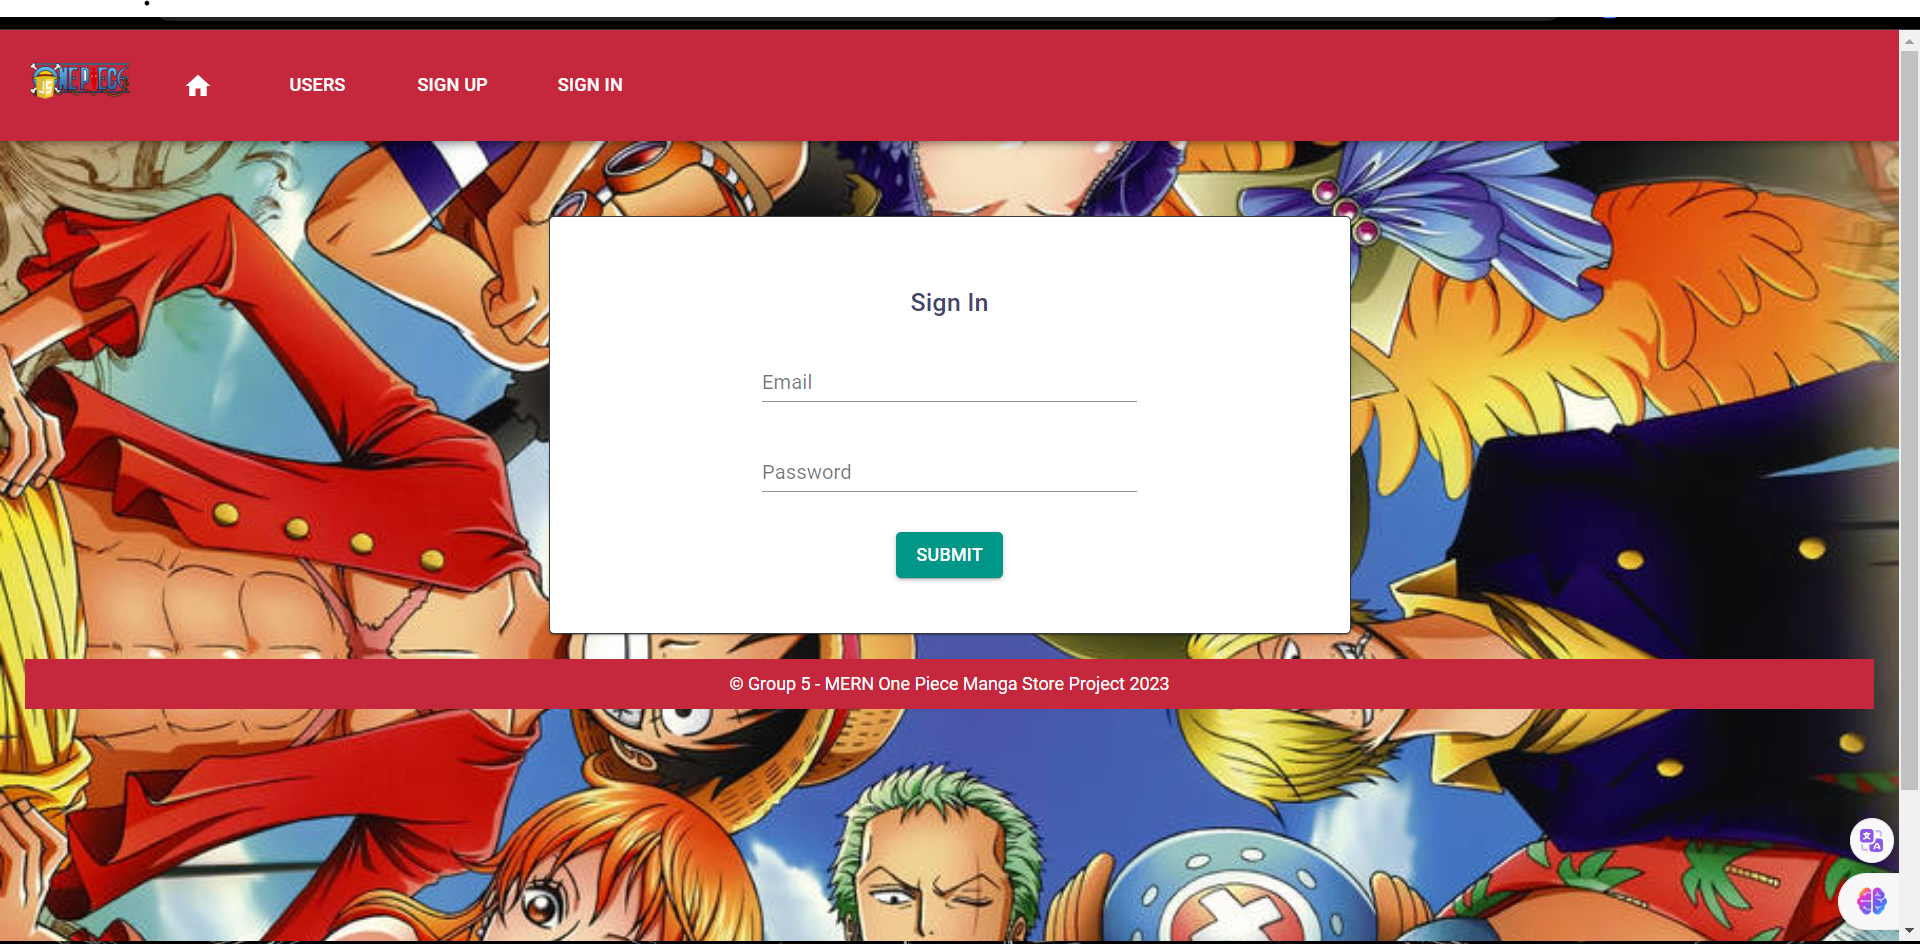 ONE PIECE
JS
USERS
SIGN UP
SIGN IN
Sign In
Email
Password
SUBMIT
© Group 5 - MERN One Piece Manga Store Project 2023